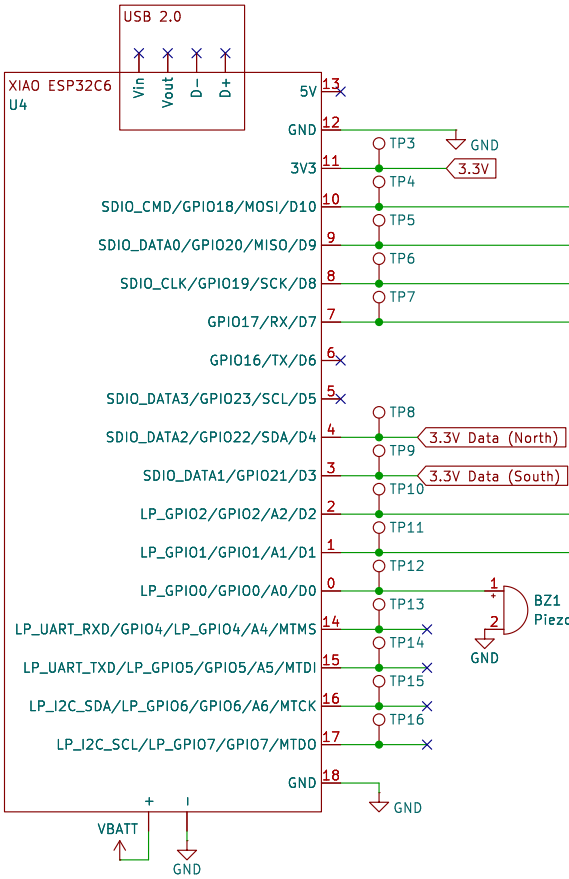 USB 2.0
XIAO ESP32C6
U4
Vin
Vout
D-
D+
5V 13
GND 12
GND
3V3 11
TP3
3.3V
SDIO_CMD/GPIO18/MOSI/D10 10
TP4
SDIO_DATA0/GPIO20/MISO/D9 9
TP5
SDIO_CLK/GPIO19/SCK/D8 8
TP6
GPIO17/RX/D7 7
TP7
GPIO16/TX/D6 6
SDIO_DATA3/GPIO23/SCL/D5 5
TP8
SDIO_DATA2/GPIO22/SDA/D4 4
3.3V Data (North)
TP9
SDIO_DATA1/GPIO21/D3 3
3.3V Data (South)
TP10
LP_GPIO2/GPIO2/A2/D2 2
TP11
LP_GPIO1/GPIO1/A1/D1 1
TP12
LP_GPIO0/GPIO0/A0/D0 0
1
+
BZ1
Piezo
2
GND
TP13
LP_UART_RXD/GPIO4/LP_GPIO4/A4/MTMS 14
TP14
LP_UART_TXD/LP_GPIO5/GPIO5/A5/MTDI 15
TP15
LP_I2C_SDA/LP_GPIO6/GPIO6/A6/MTCK 16
TP16
LP_I2C_SCL/LP_GPIO7/GPIO7/MTDO 17
GND 18
GND
+
-
VBATT
GND